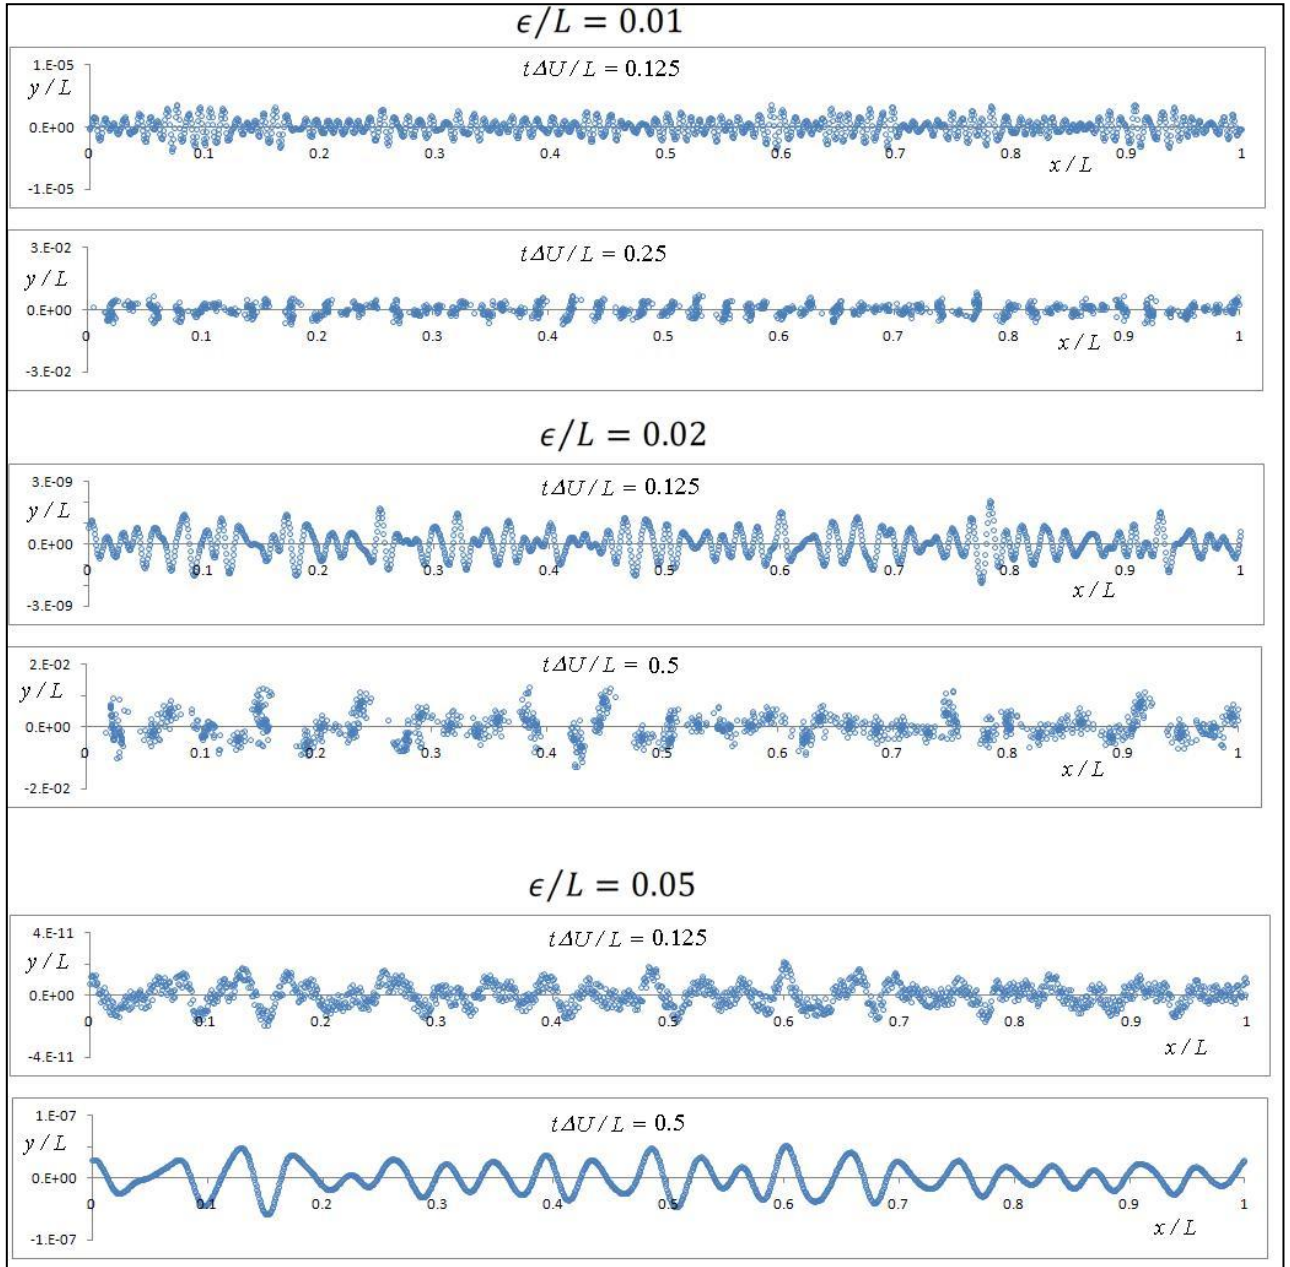 ϵ/L = 0.01
tΔU/L = 0.125
1.E-05
y / L
0.E+00
0 0.1 0.2 0.3 0.4 0.5 0.6 0.7 0.8 0.9 1
x / L
-1.E-05
tΔU/L = 0.25
3.E-02
y / L
0.E+00
0 0.1 0.2 0.3 0.4 0.5 0.6 0.7 0.8 0.9 1
x / L
-3.E-02
ϵ/L = 0.02
tΔU/L = 0.125
3.E-09
y / L
0.E+00
0 0.1 0.2 0.3 0.4 0.5 0.6 0.7 0.8 0.9 1
x / L
-3.E-09
tΔU/L = 0.5
2.E-02
y / L
0.E+00
0 0.1 0.2 0.3 0.4 0.5 0.6 0.7 0.8 0.9 1
x / L
-2.E-02
ϵ/L = 0.05
tΔU/L = 0.125
4.E-11
y / L
0.E+00
0 0.1 0.2 0.3 0.4 0.5 0.6 0.7 0.8 0.9 1
x / L
-4.E-11
tΔU/L = 0.5
1.E-07
y / L
0.E+00
0 0.1 0.2 0.3 0.4 0.5 0.6 0.7 0.8 0.9 1
x / L
-1.E-07